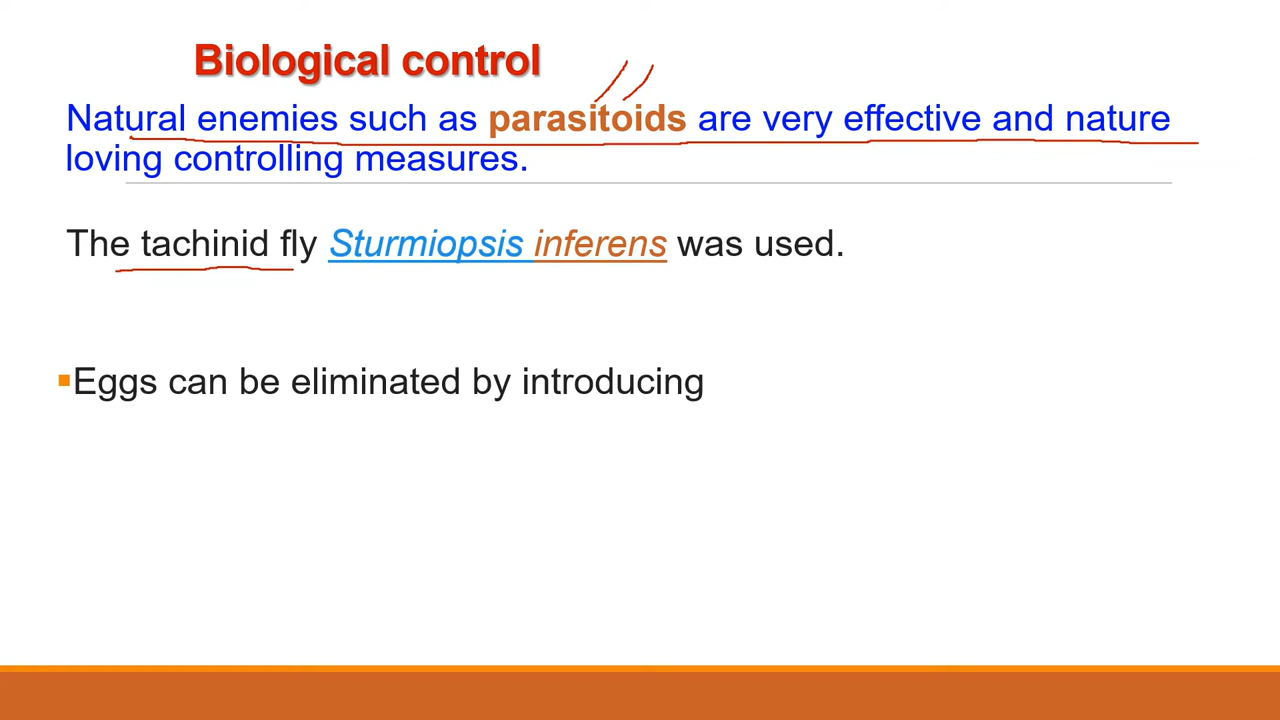 Biological control
Natural enemies such as parasitoids are very effective and nature
loving controlling measures.
The tachinid fly Sturmiopsis inferens was used.
▪Eggs can be eliminated by introducing